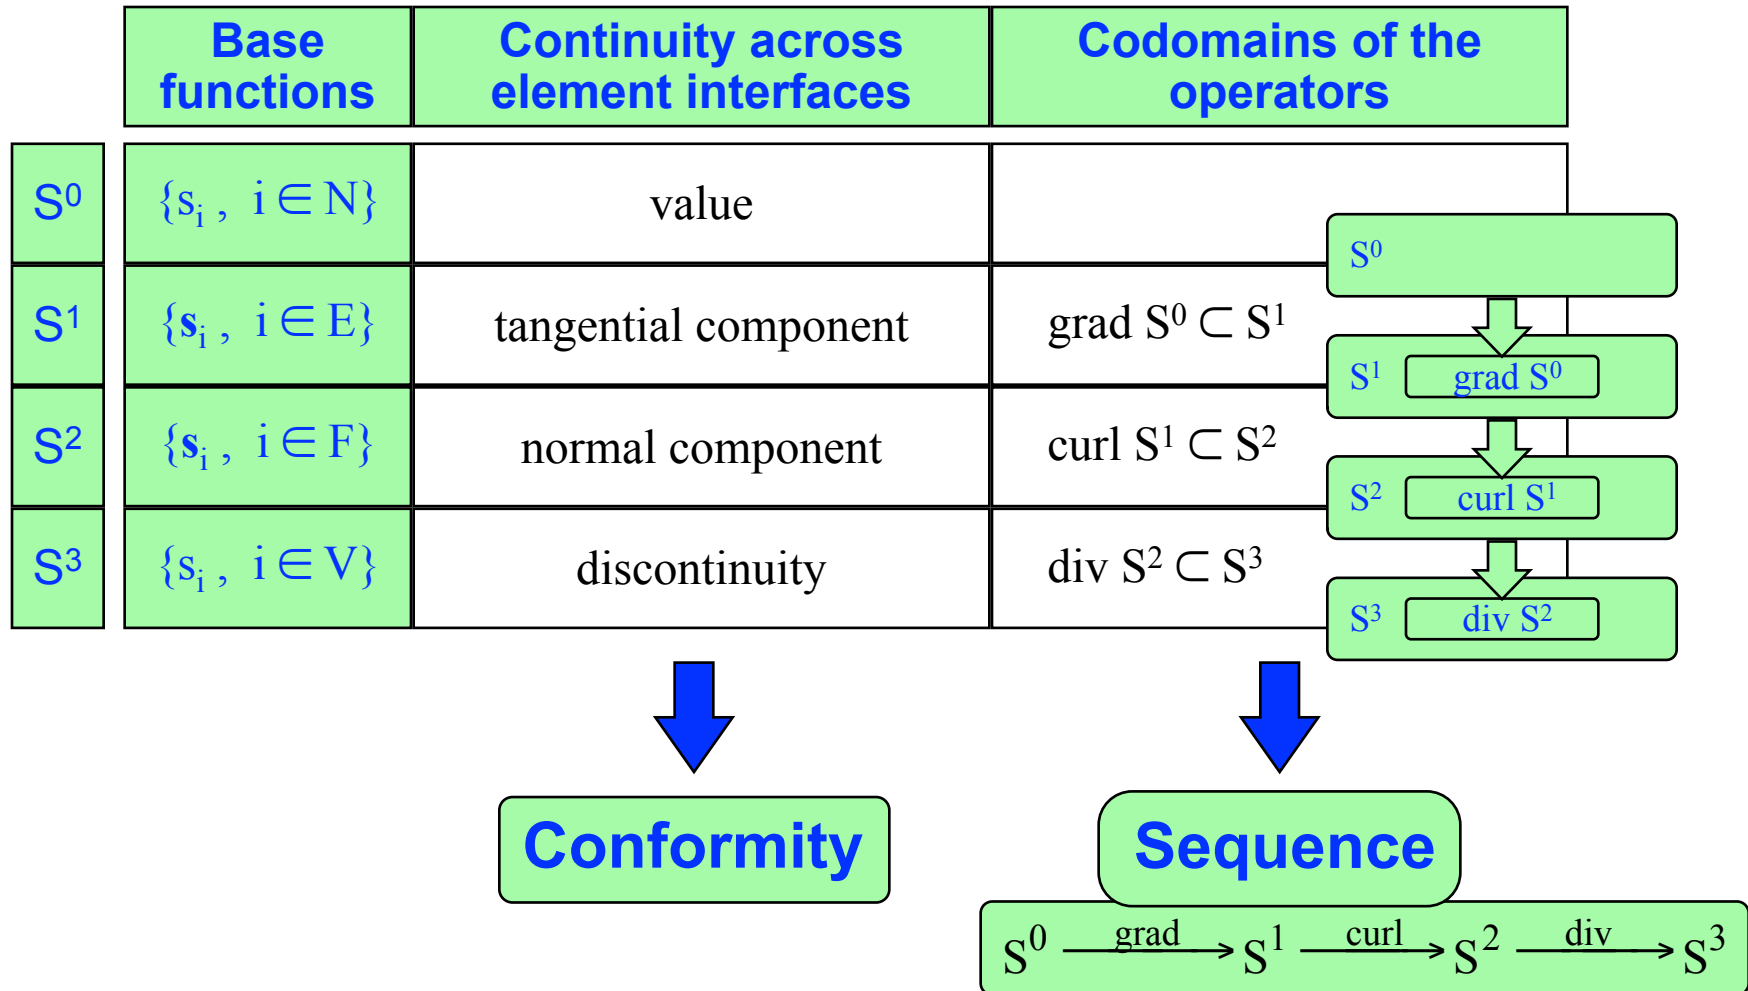 Base functions
Continuity across element interfaces
Codomains of the operators
S⁰ {sᵢ , i ∈ N} value
S⁰
S¹ {𝐬ᵢ , i ∈ E} tangential component grad S⁰ ⊂ S¹
S¹ grad S⁰
S² {𝐬ᵢ , i ∈ F} normal component curl S¹ ⊂ S²
S² curl S¹
S³ {sᵢ , i ∈ V} discontinuity div S² ⊂ S³
S³ div S²
Conformity
Sequence
S⁰ grad S¹ curl S² div S³